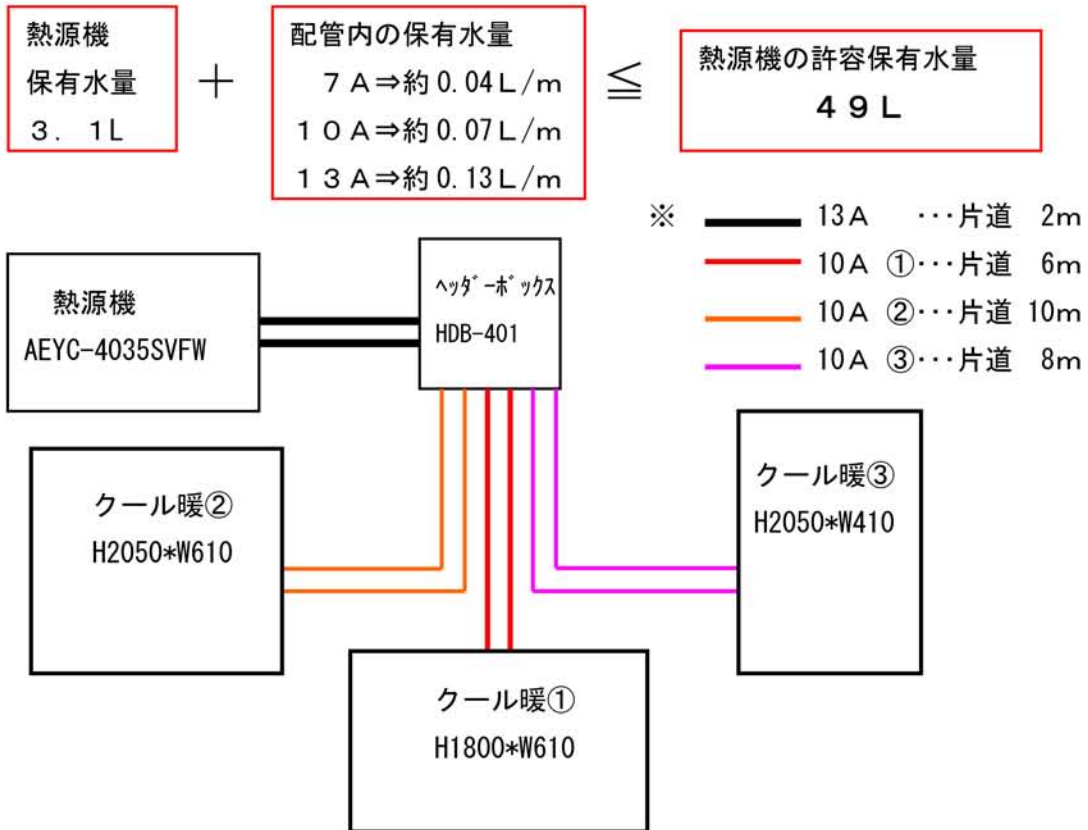 熱源機
保有水量
3. 1L
＋
配管内の保有水量
7A⇒約0.04L/m
10A⇒約0.07L/m
13A⇒約0.13L/m
≦
熱源機の許容保有水量
49L
※ 13A ···片道 2m
10A ①···片道 6m
10A ②···片道 10m
10A ③···片道 8m
熱源機
AEYC-4035SVFW
ﾍｯﾀﾞｰﾎﾞｯｸｽ
HDB-401
クール暖②
H2050*W610
クール暖③
H2050*W410
クール暖①
H1800*W610